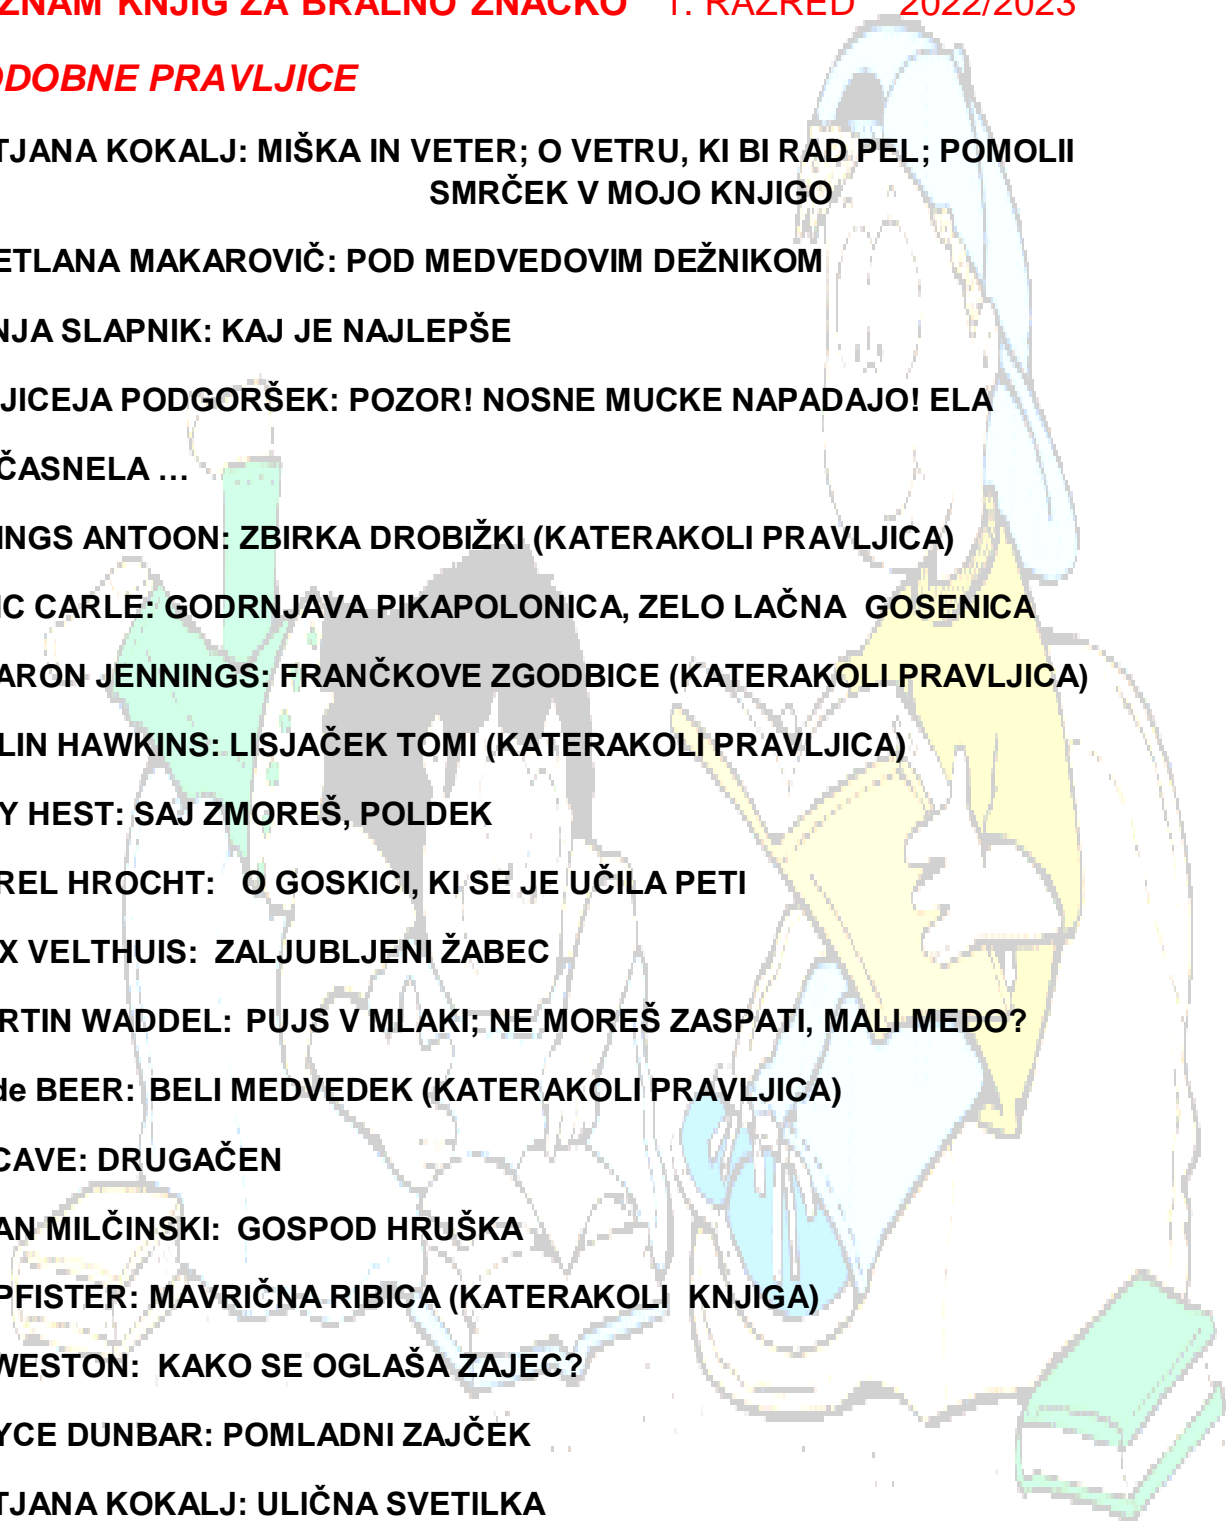 ZNAM KNJIG ZA BRALNO ZNAČKO 1. RAZRED 2022/2023
ODOBNE PRAVLJICE
TJANA KOKALJ: MIŠKA IN VETER; O VETRU, KI BI RAD PEL; POMOLII
SMRČEK V MOJO KNJIGO
ETLANA MAKAROVIČ: POD MEDVEDOVIM DEŽNIKOM
NJA SLAPNIK: KAJ JE NAJLEPŠE
JICEJA PODGORŠEK: POZOR! NOSNE MUCKE NAPADAJO! ELA
ČASNELA …
INGS ANTOON: ZBIRKA DROBIŽKI (KATERAKOLI PRAVLJICA)
IC CARLE: GODRNJAVA PIKAPOLONICA, ZELO LAČNA GOSENICA
ARON JENNINGS: FRANČKOVE ZGODBICE (KATERAKOLI PRAVLJICA)
LIN HAWKINS: LISJAČEK TOMI (KATERAKOLI PRAVLJICA)
Y HEST: SAJ ZMOREŠ, POLDEK
REL HROCHT: O GOSKICI, KI SE JE UČILA PETI
X VELTHUIS: ZALJUBLJENI ŽABEC
RTIN WADDEL: PUJS V MLAKI; NE MOREŠ ZASPATI, MALI MEDO?
de BEER: BELI MEDVEDEK (KATERAKOLI PRAVLJICA)
CAVE: DRUGAČEN
AN MILČINSKI: GOSPOD HRUŠKA
PFISTER: MAVRIČNA RIBICA (KATERAKOLI KNJIGA)
WESTON: KAKO SE OGLAŠA ZAJEC?
YCE DUNBAR: POMLADNI ZAJČEK
TJANA KOKALJ: ULIČNA SVETILKA